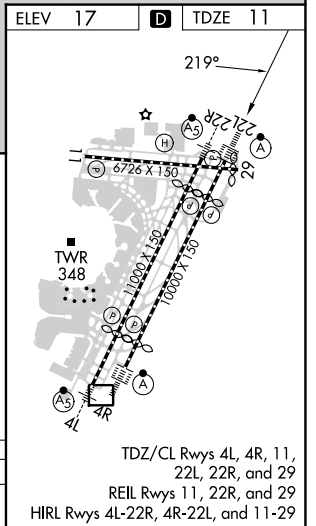 ELEV 17
D
TDZE 11
219°
A5
22R
22L
A
H
P
11
6726 X 150
P
29
P
P
TWR
348
11000 X 150
10000 X 150
P
P
A5
4L
4R
A
TDZ/CL Rwys 4L, 4R, 11,
22L, 22R, and 29
REIL Rwys 11, 22R, and 29
HIRL Rwys 4L-22R, 4R-22L, and 11-29